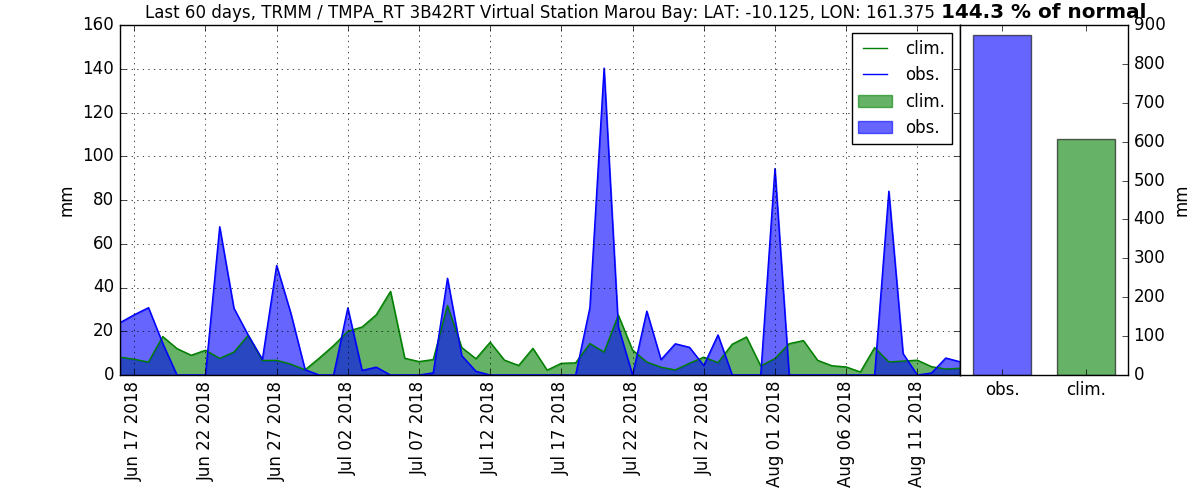 Last 60 days, TRMM / TMPA_RT 3B42RT Virtual Station Marou Bay: LAT: -10.125, LON: 161.375 144.3 % of normal
160
140
120
100
80
60
40
20
0
mm
clim.
obs.
clim.
obs.
900
800
700
600
500
400
300
200
100
0
mm
Jun 17 2018
Jun 22 2018
Jun 27 2018
Jul 02 2018
Jul 07 2018
Jul 12 2018
Jul 17 2018
Jul 22 2018
Jul 27 2018
Aug 01 2018
Aug 06 2018
Aug 11 2018
obs.
clim.